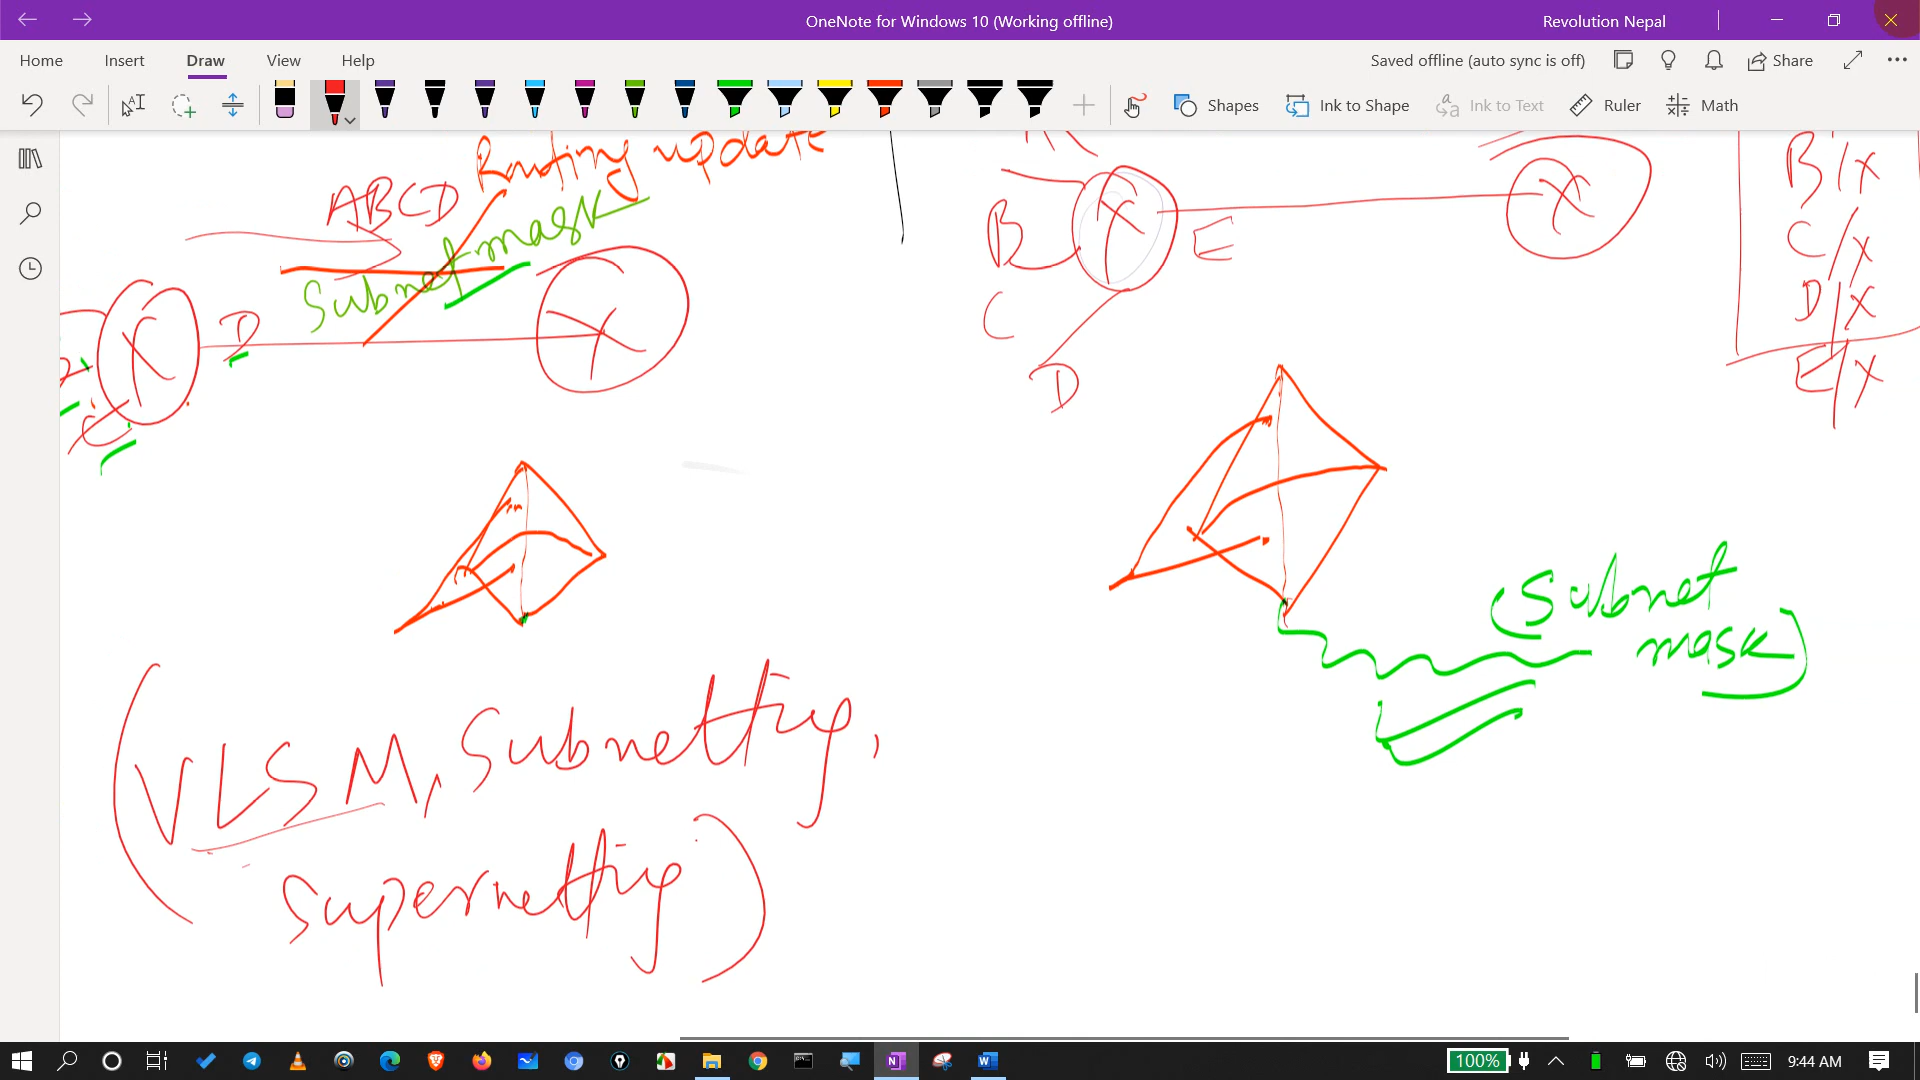 OneNote for Windows 10 (Working offline)
Revolution Nepal
Home Insert Draw View Help
Saved offline (auto sync is off)
Share
Shapes
Ink to Shape
Ink to Text
Ruler
Math
Routing update
ABCD
Subnet mask
D
C
B
E
C
D
B/x
C/x
D/x
E/x
(Subnet
mask)
(VLSM, Subnetting,
Supernetting)
100%
9:44 AM